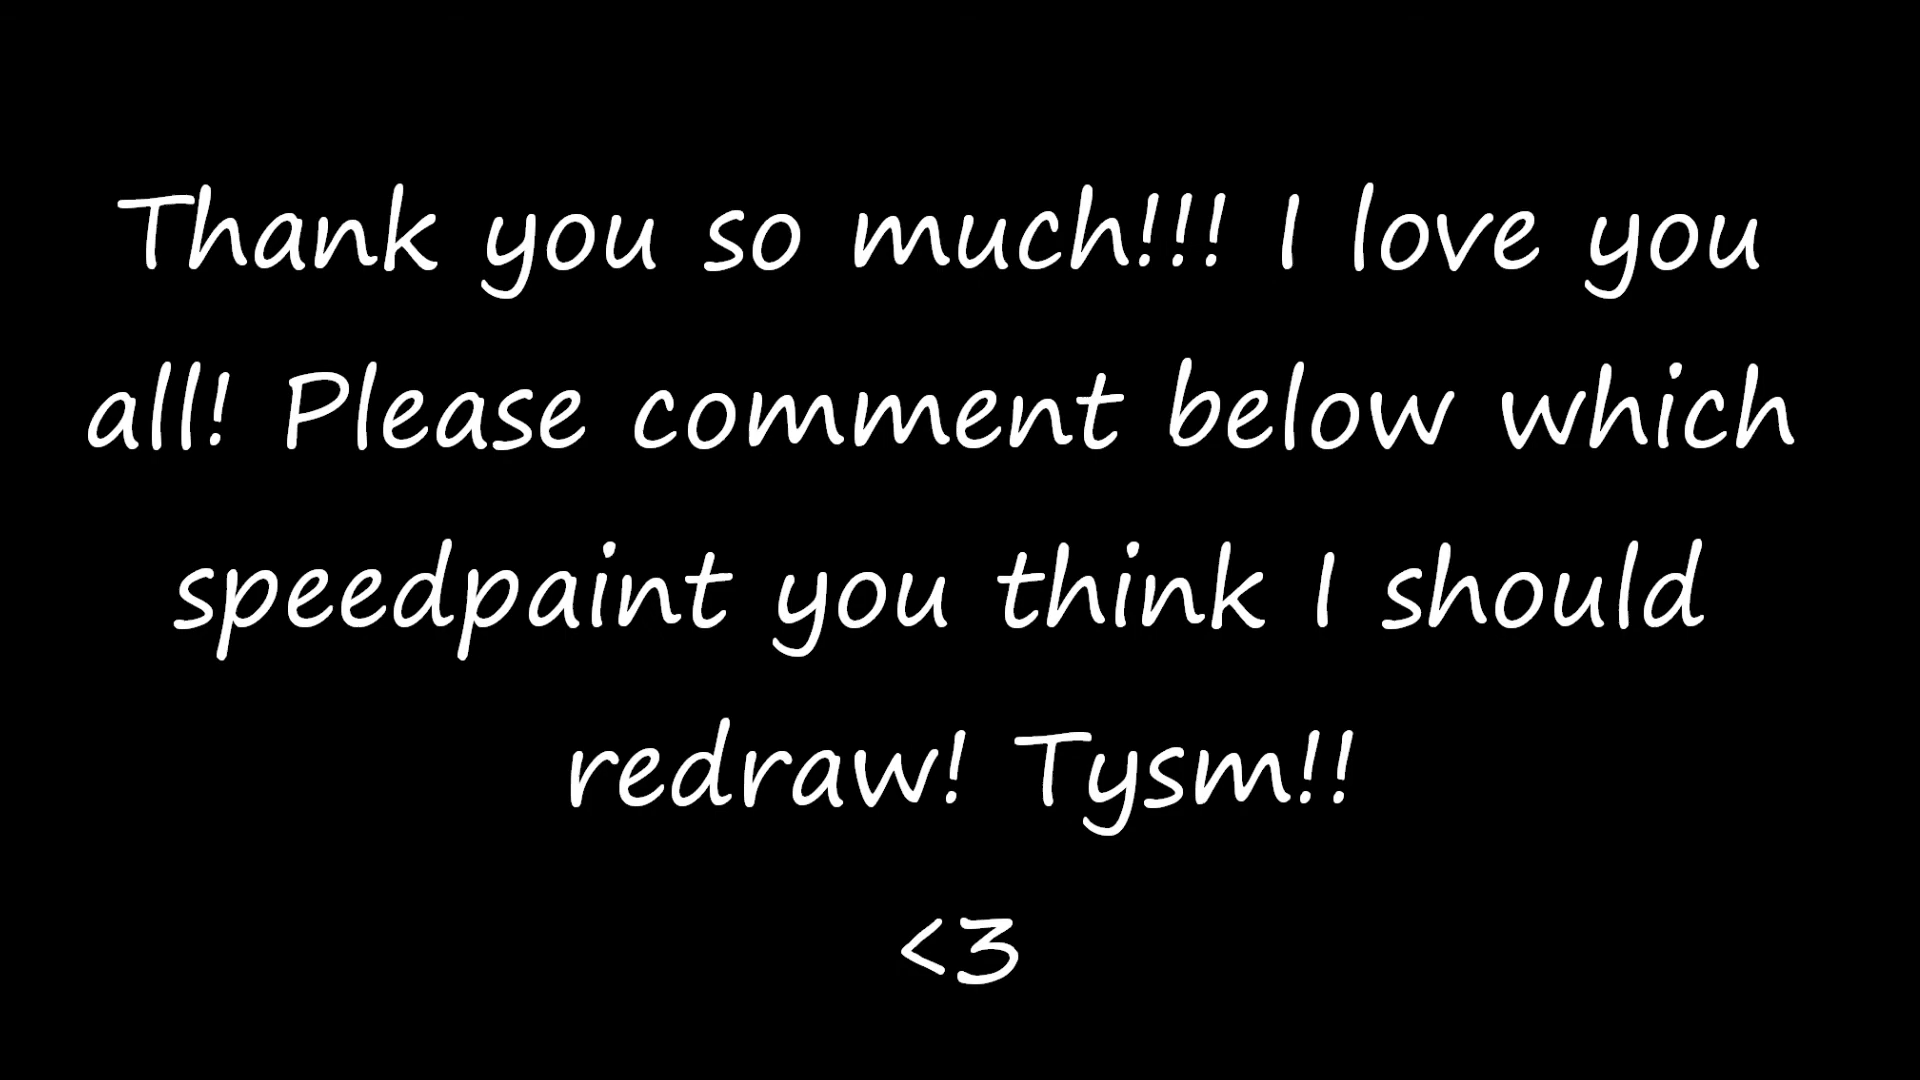 Thank you so much!!! I love you
all! Please comment below which
speedpaint you think I should
redraw! Tysm!!
<3